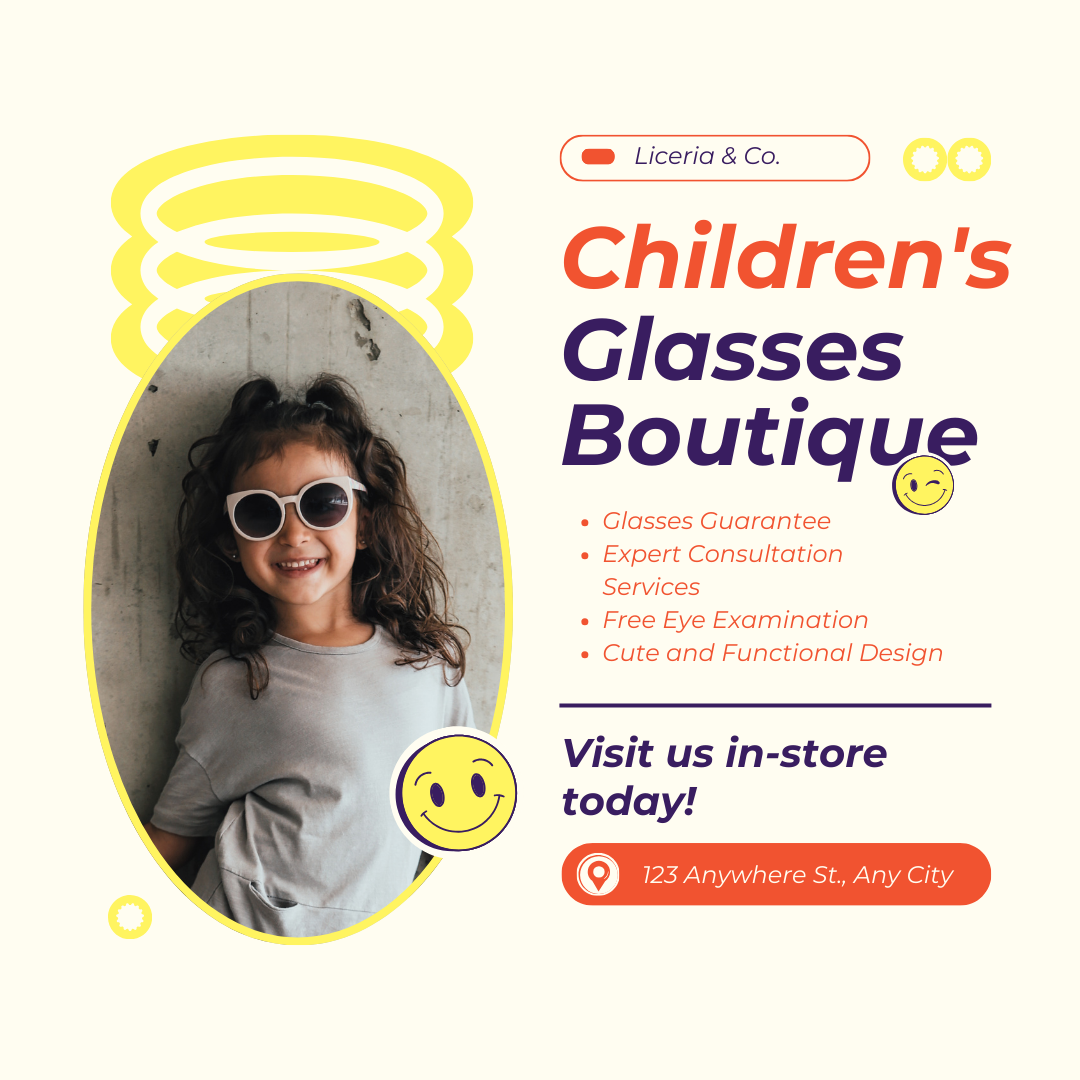 Liceria & Co.
Children's
Glasses
Boutique
• Glasses Guarantee
• Expert Consultation
Services
• Free Eye Examination
• Cute and Functional Design
Visit us in-store
today!
123 Anywhere St., Any City